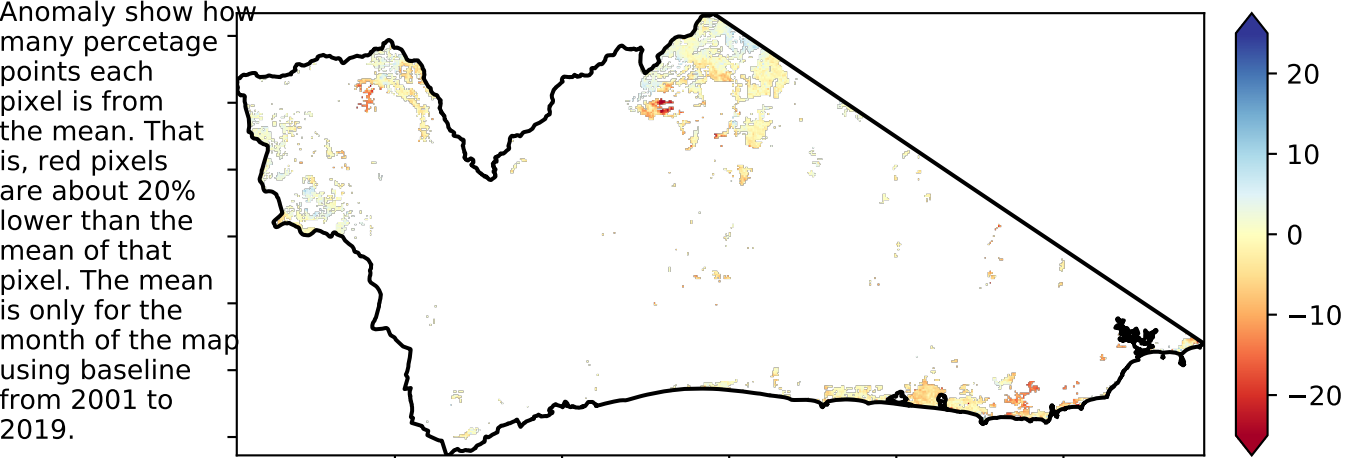 Anomaly show how
many percetage
points each
pixel is from
the mean. That
is, red pixels
are about 20%
lower than the
mean of that
pixel. The mean
is only for the
month of the map
using baseline
from 2001 to
2019.
20
10
0
−10
−20